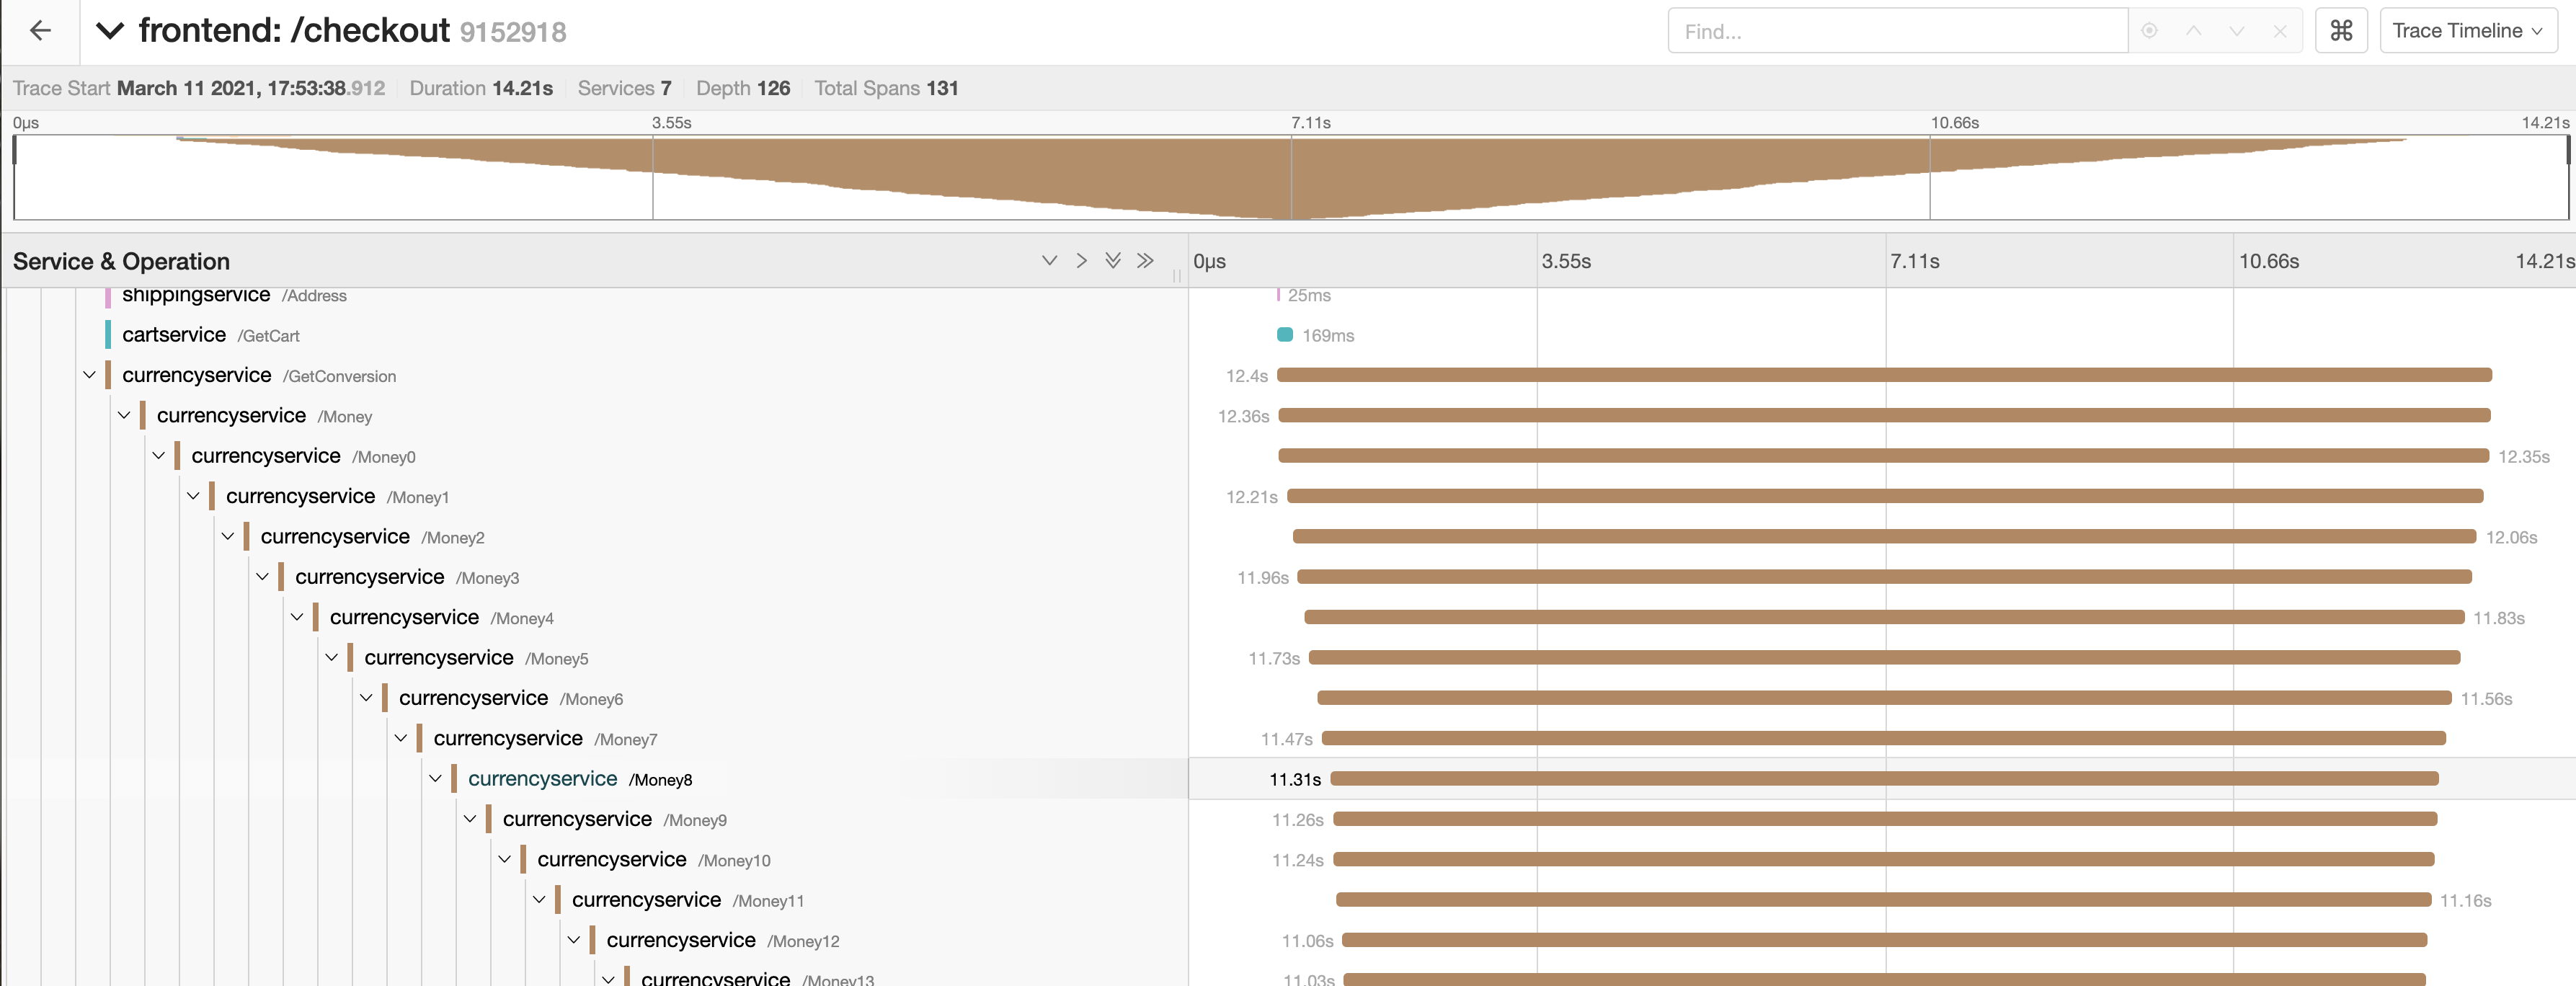 frontend: /checkout 9152918
Find...
⌘
Trace Timeline
Trace Start March 11 2021, 17:53:38.912 Duration 14.21s Services 7 Depth 126 Total Spans 131
0μs 3.55s 7.11s 10.66s 14.21s
Service & Operation 0μs 3.55s 7.11s 10.66s 14.21s
shippingservice /Address 25ms
cartservice /GetCart 169ms
currencyservice /GetConversion 12.4s
currencyservice /Money 12.36s
currencyservice /Money0 12.35s
currencyservice /Money1 12.21s
currencyservice /Money2 12.06s
currencyservice /Money3 11.96s
currencyservice /Money4 11.83s
currencyservice /Money5 11.73s
currencyservice /Money6 11.56s
currencyservice /Money7 11.47s
currencyservice /Money8 11.31s
currencyservice /Money9 11.26s
currencyservice /Money10 11.24s
currencyservice /Money11 11.16s
currencyservice /Money12 11.06s
currencyservice /Money13 11.03s